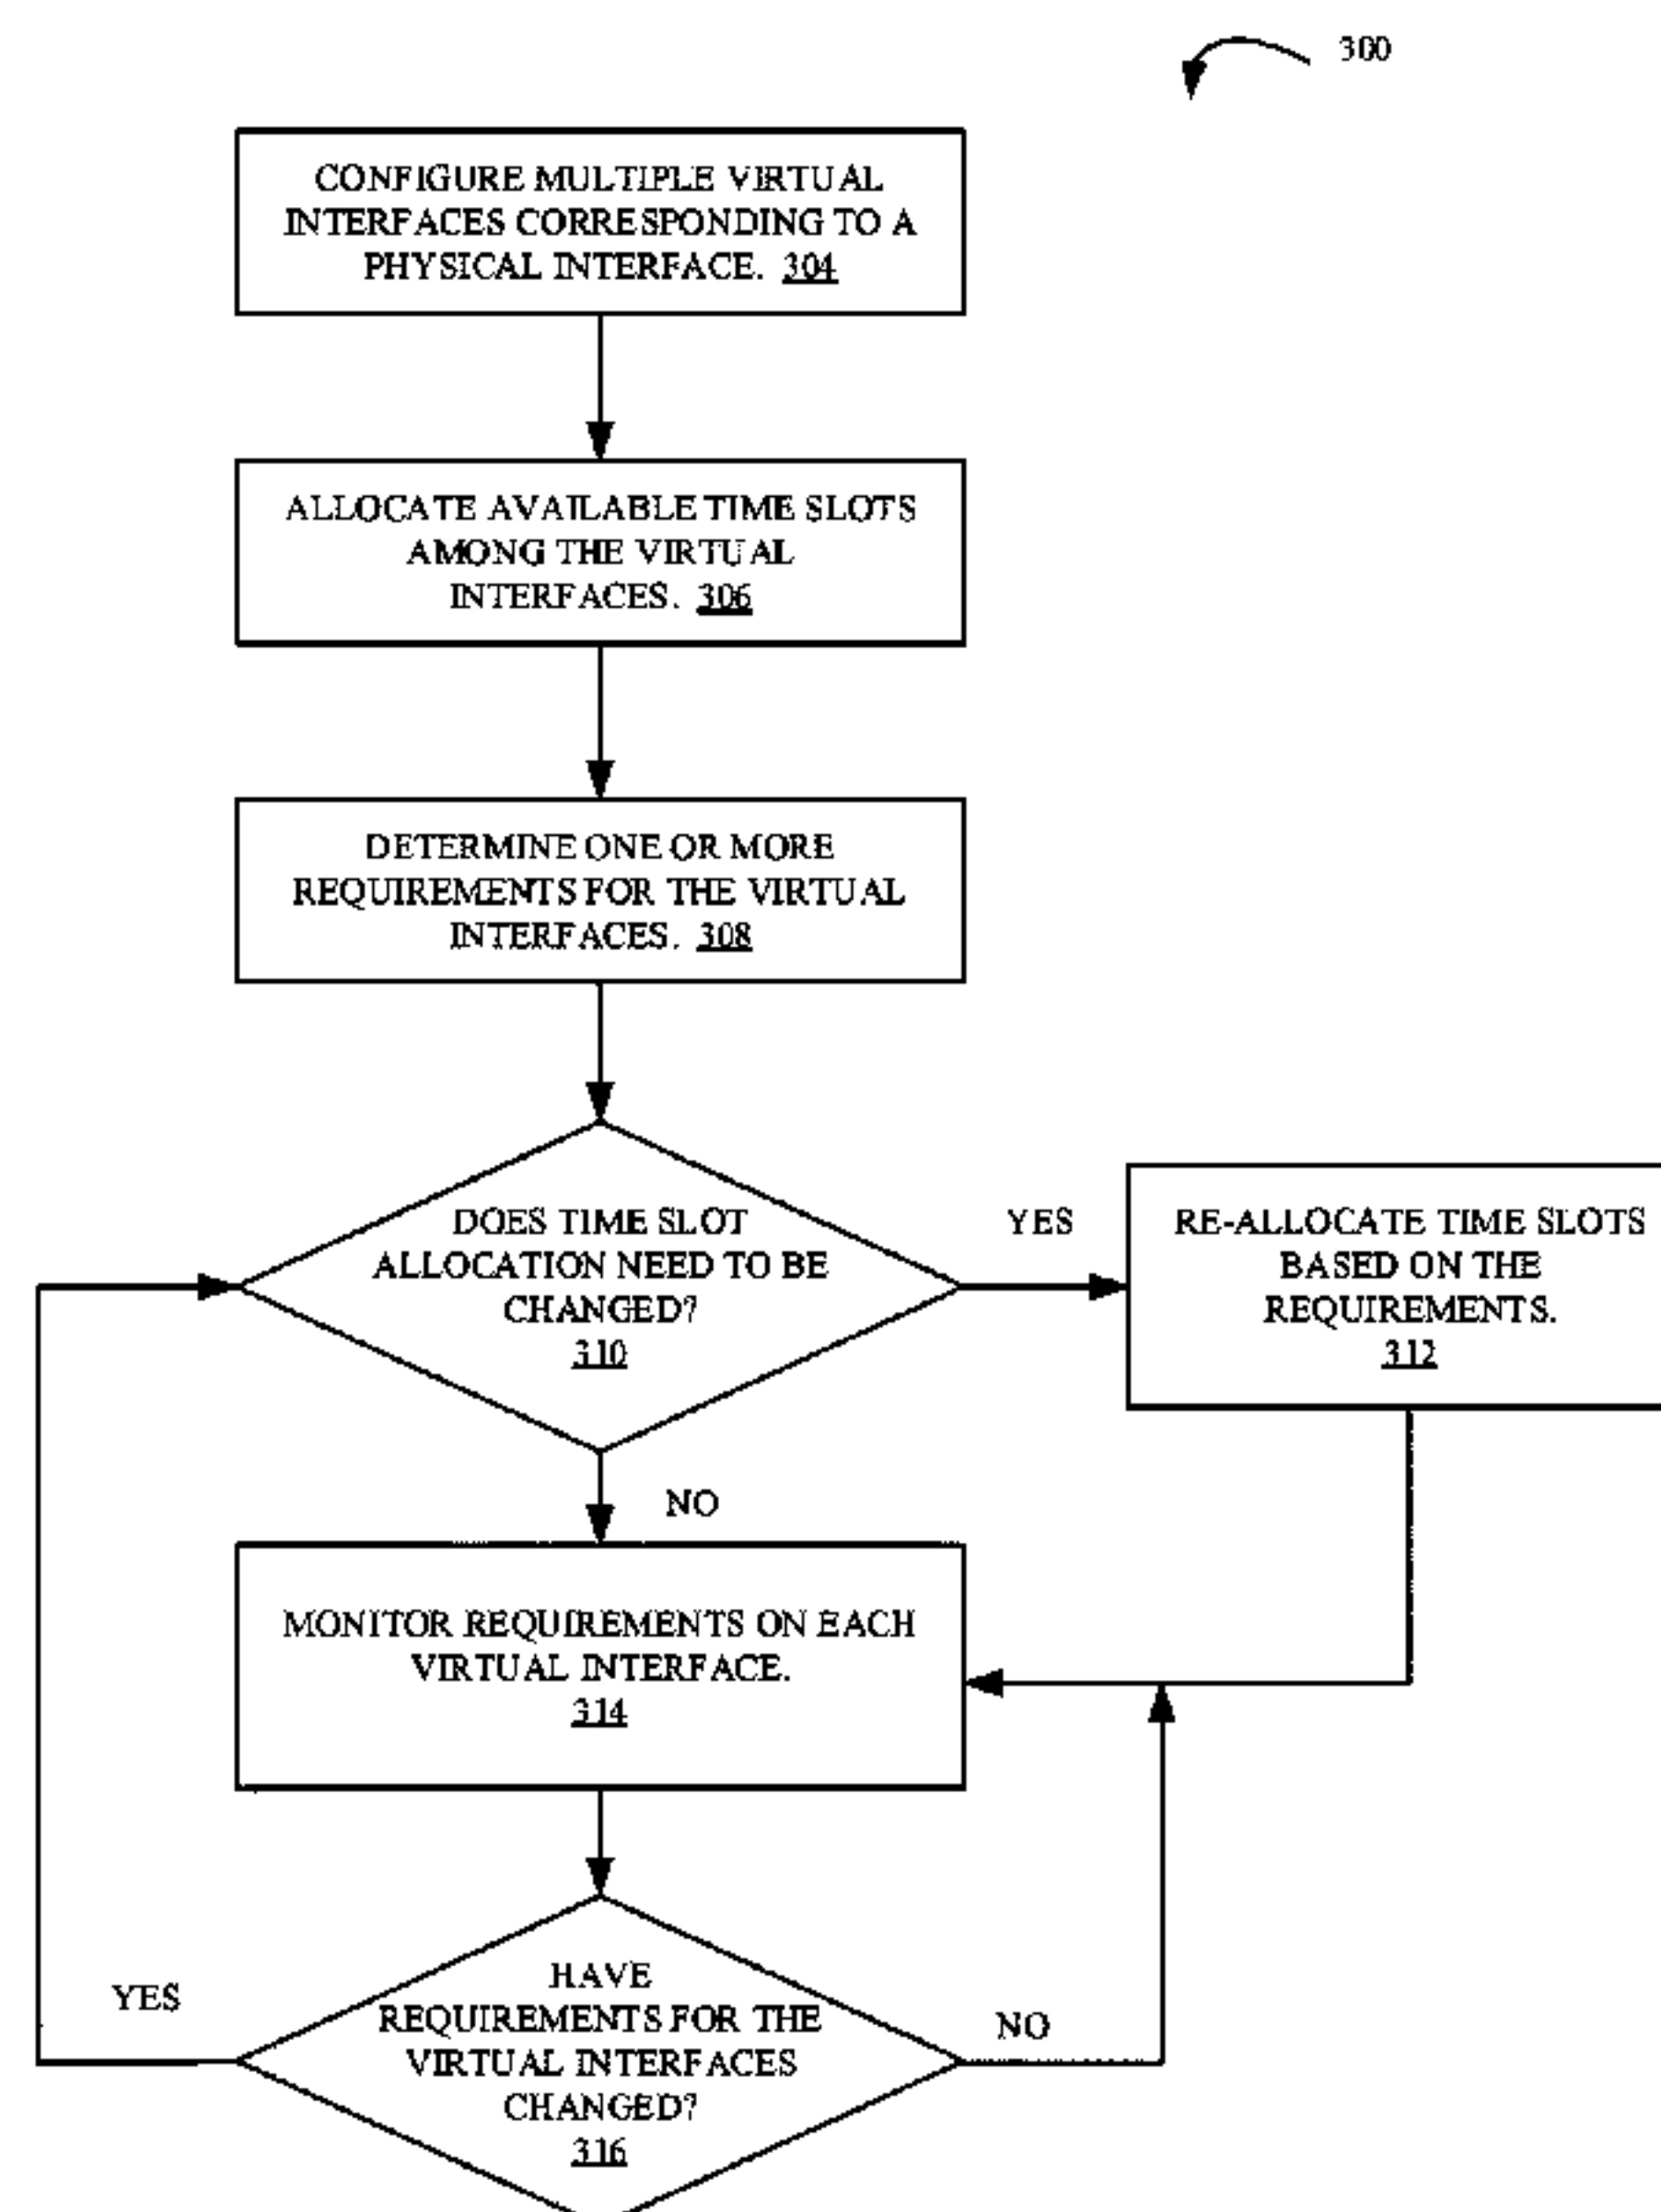 300
CONFIGURE MULTIPLE VIRTUAL
INTERFACES CORRESPONDING TO A
PHYSICAL INTERFACE. 304
ALLOCATE AVAILABLE TIME SLOTS
AMONG THE VIRTUAL
INTERFACES. 306
DETERMINE ONE OR MORE
REQUIREMENTS FOR THE VIRTUAL
INTERFACES. 308
DOES TIME SLOT
ALLOCATION NEED TO BE
CHANGED?
310
YES
RE-ALLOCATE TIME SLOTS
BASED ON THE
REQUIREMENTS.
312
NO
MONITOR REQUIREMENTS ON EACH
VIRTUAL INTERFACE.
314
YES
HAVE
REQUIREMENTS FOR THE
VIRTUAL INTERFACES
CHANGED?
316
NO